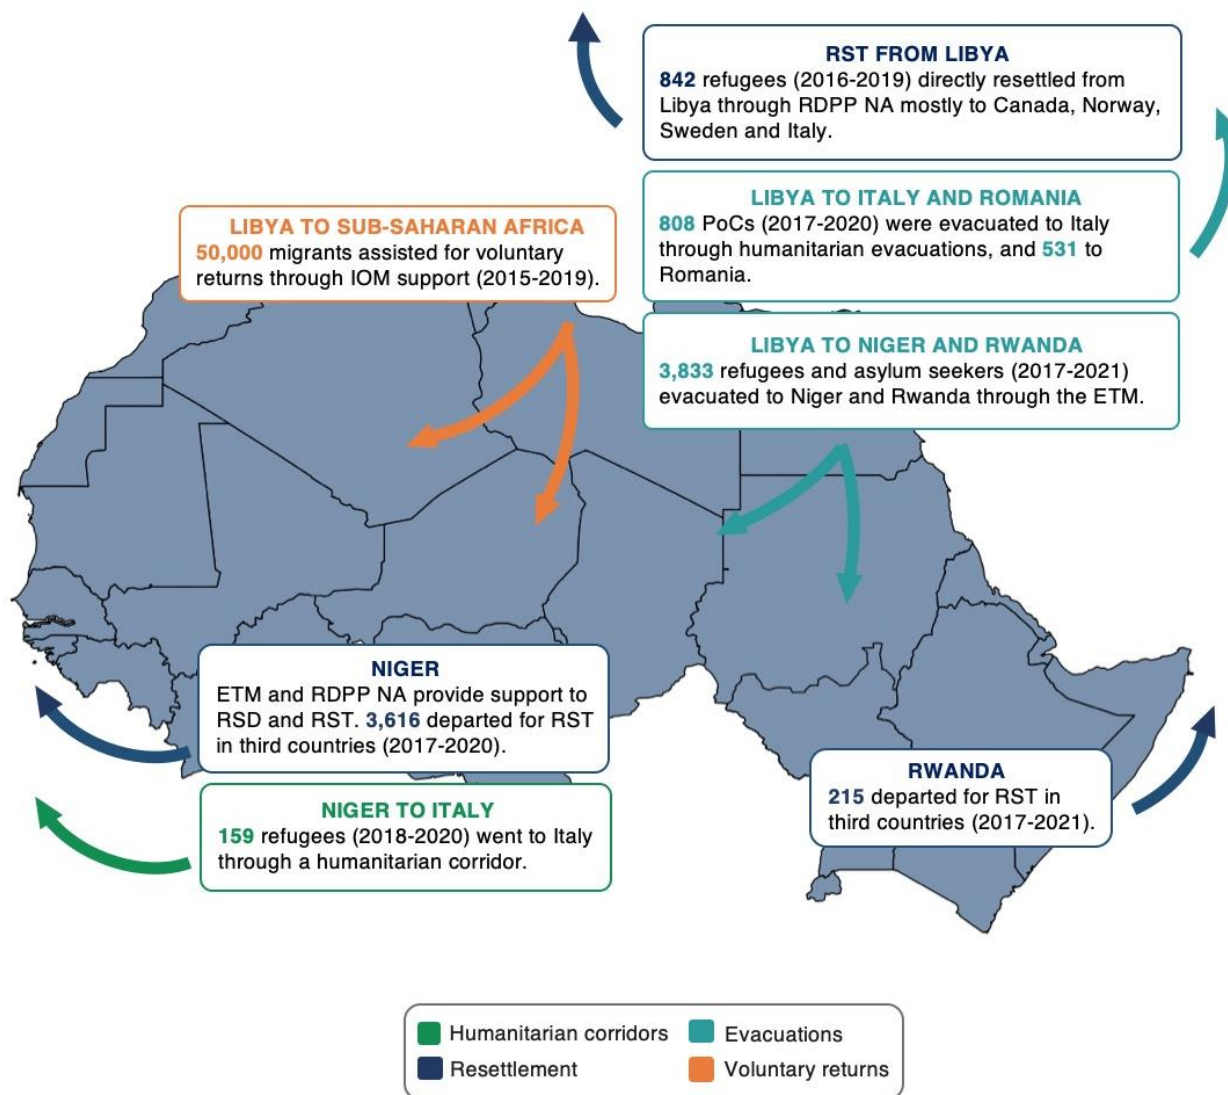 RST FROM LIBYA
842 refugees (2016-2019) directly resettled from
Libya through RDPP NA mostly to Canada, Norway,
Sweden and Italy.
LIBYA TO ITALY AND ROMANIA
808 PoCs (2017-2020) were evacuated to Italy
through humanitarian evacuations, and 531 to
Romania.
LIBYA TO SUB-SAHARAN AFRICA
50,000 migrants assisted for voluntary
returns through IOM support (2015-2019).
LIBYA TO NIGER AND RWANDA
3,833 refugees and asylum seekers (2017-2021)
evacuated to Niger and Rwanda through the ETM.
NIGER
ETM and RDPP NA provide support to
RSD and RST. 3,616 departed for RST
in third countries (2017-2020).
RWANDA
215 departed for RST in
third countries (2017-2021).
NIGER TO ITALY
159 refugees (2018-2020) went to Italy
through a humanitarian corridor.
Humanitarian corridors
Evacuations
Resettlement
Voluntary returns